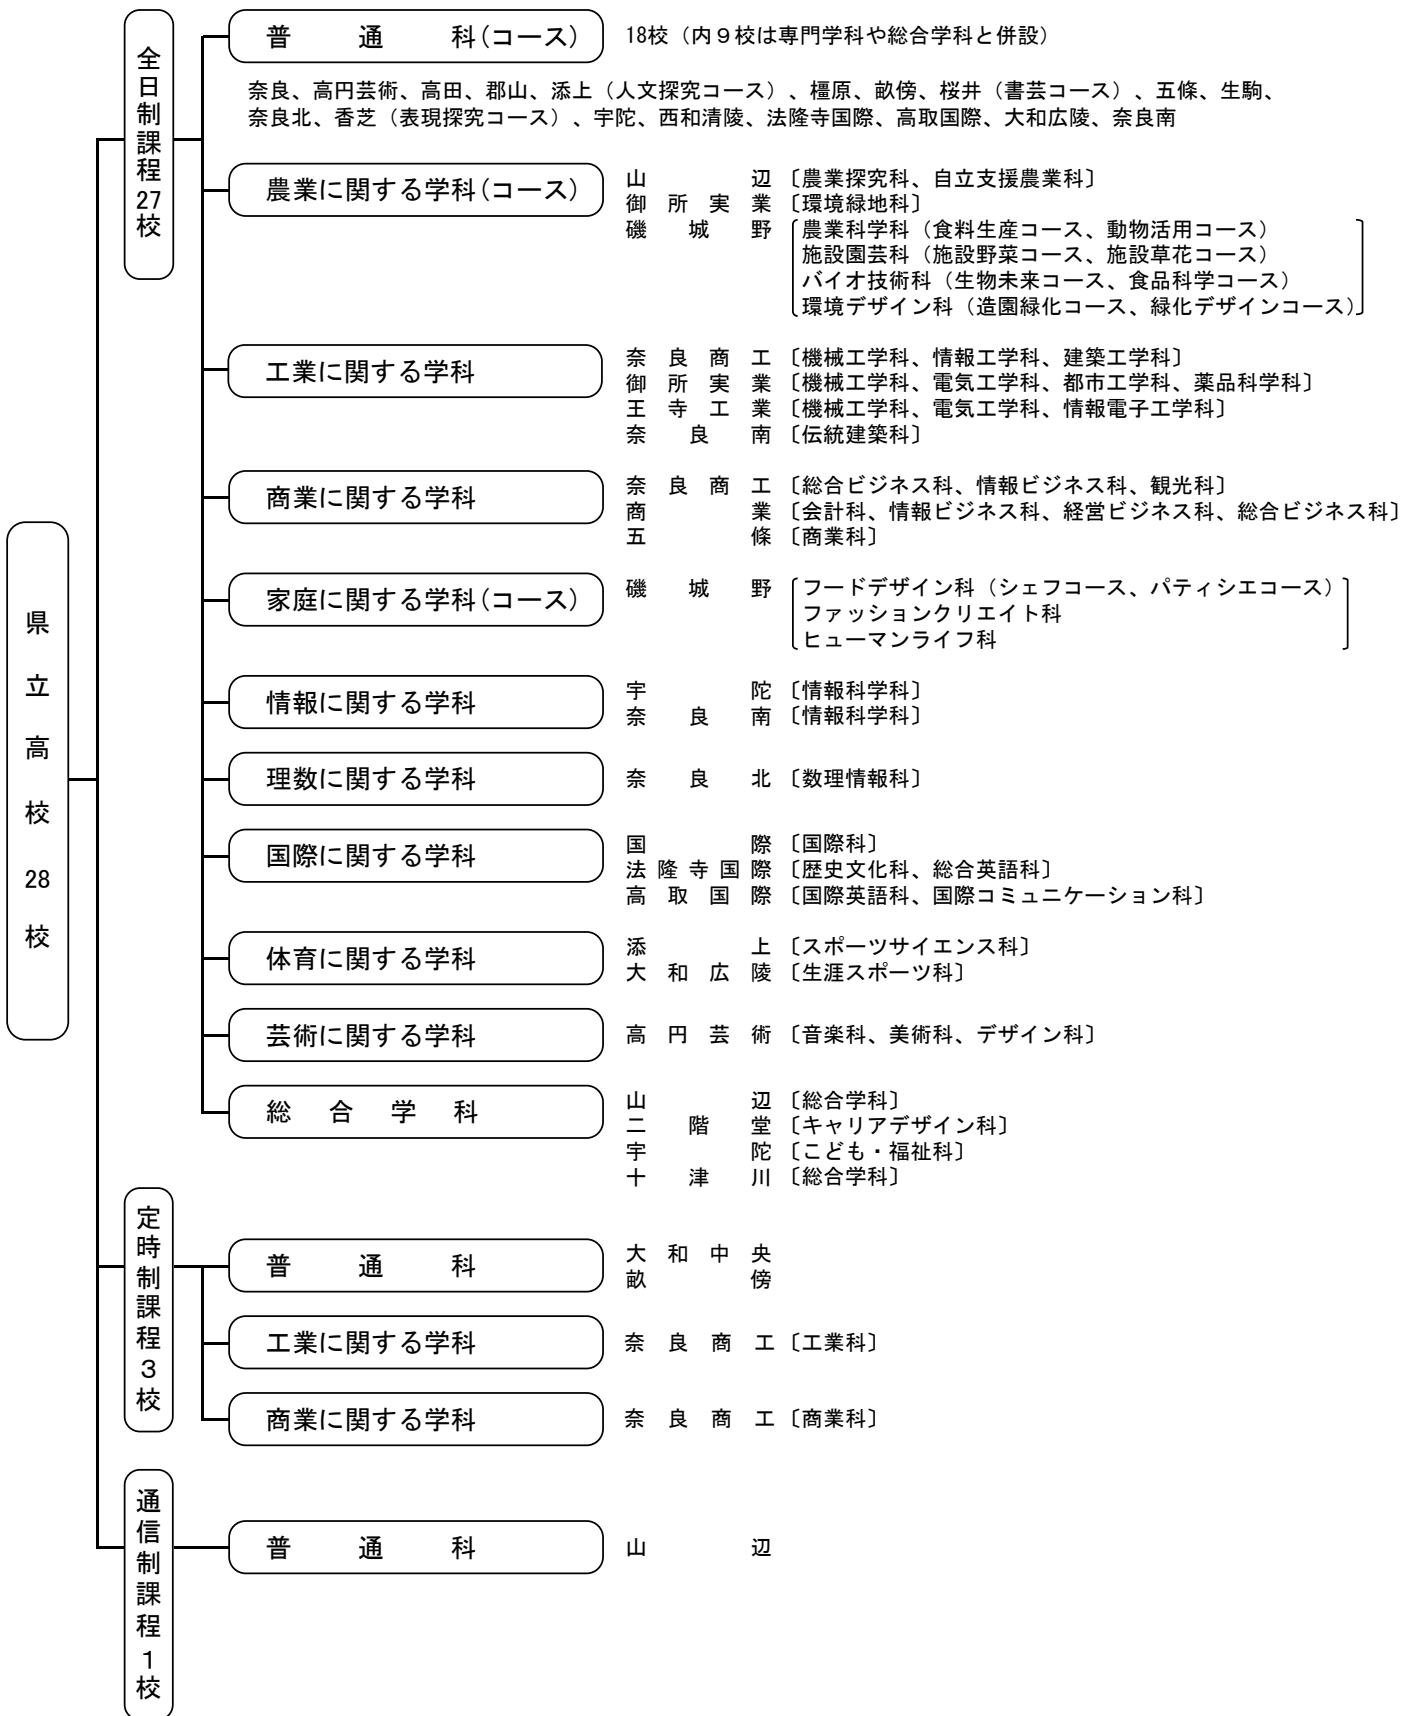 県立高校 28校
全日制課程 27校
普通科(コース) 18校（内９校は専門学科や総合学科と併設）
奈良、高円芸術、高田、郡山、添上（人文探究コース）、橿原、畝傍、桜井（書芸コース）、五條、生駒、
奈良北、香芝（表現探究コース）、宇陀、西和清陵、法隆寺国際、高取国際、大和広陵、奈良南
農業に関する学科(コース)
山辺〔農業探究科、自立支援農業科〕
御所実業〔環境緑地科〕
磯城野〔農業科学科（食料生産コース、動物活用コース）
施設園芸科（施設野菜コース、施設草花コース）
バイオ技術科（生物未来コース、食品科学コース）
環境デザイン科（造園緑化コース、緑化デザインコース）〕
工業に関する学科
奈良商工〔機械工学科、情報工学科、建築工学科〕
御所実業〔機械工学科、電気工学科、都市工学科、薬品科学科〕
王寺工業〔機械工学科、電気工学科、情報電子工学科〕
奈良南〔伝統建築科〕
商業に関する学科
奈良商工〔総合ビジネス科、情報ビジネス科、観光科〕
商業〔会計科、情報ビジネス科、経営ビジネス科、総合ビジネス科〕
五條〔商業科〕
家庭に関する学科(コース)
磯城野〔フードデザイン科（シェフコース、パティシエコース）
ファッションクリエイト科
ヒューマンライフ科〕
情報に関する学科
宇陀〔情報科学科〕
奈良南〔情報科学科〕
理数に関する学科
奈良北〔数理情報科〕
国際に関する学科
国際〔国際科〕
法隆寺国際〔歴史文化科、総合英語科〕
高取国際〔国際英語科、国際コミュニケーション科〕
体育に関する学科
添上〔スポーツサイエンス科〕
大和広陵〔生涯スポーツ科〕
芸術に関する学科
高円芸術〔音楽科、美術科、デザイン科〕
総合学科
山辺〔総合学科〕
二階堂〔キャリアデザイン科〕
宇陀〔こども・福祉科〕
十津川〔総合学科〕
定時制課程３校
普通科
大和中央
畝傍
工業に関する学科
奈良商工〔工業科〕
商業に関する学科
奈良商工〔商業科〕
通信制課程１校
普通科
山辺